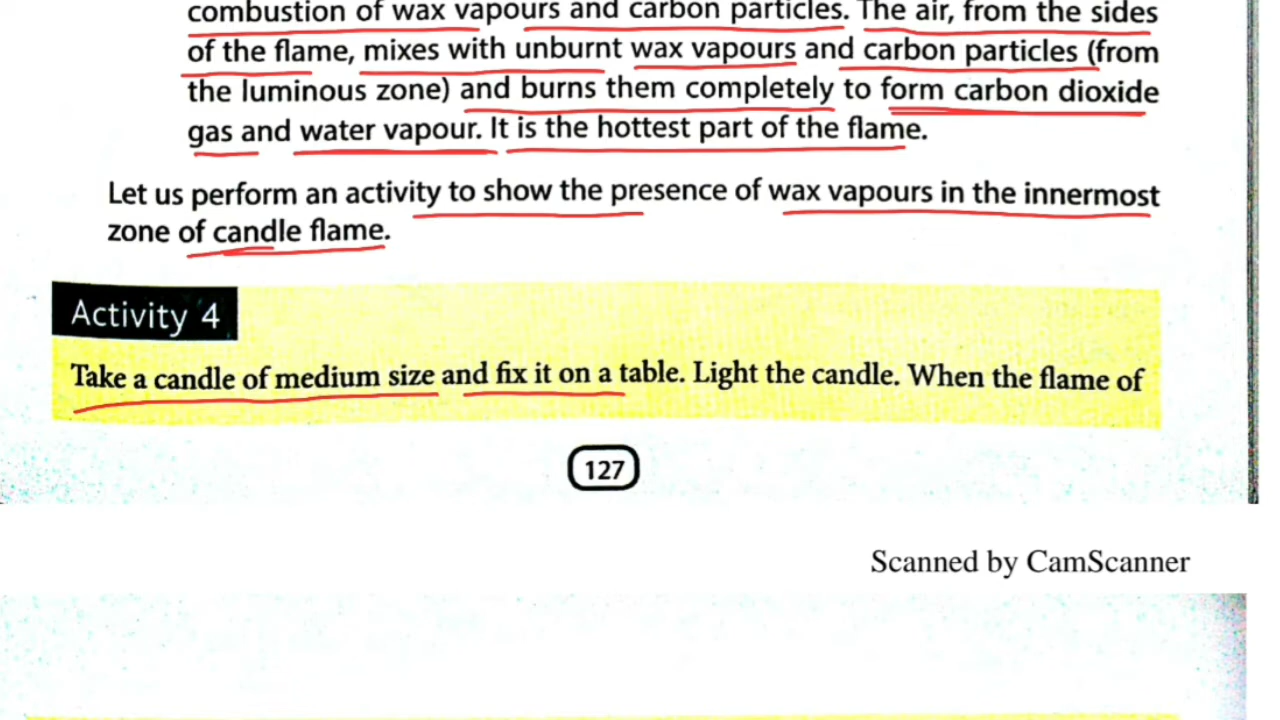 combustion of wax vapours and carbon particles. The air, from the sides
of the flame, mixes with unburnt wax vapours and carbon particles (from
the luminous zone) and burns them completely to form carbon dioxide
gas and water vapour. It is the hottest part of the flame.
Let us perform an activity to show the presence of wax vapours in the innermost
zone of candle flame.
Activity 4
Take a candle of medium size and fix it on a table. Light the candle. When the flame of
127
Scanned by CamScanner